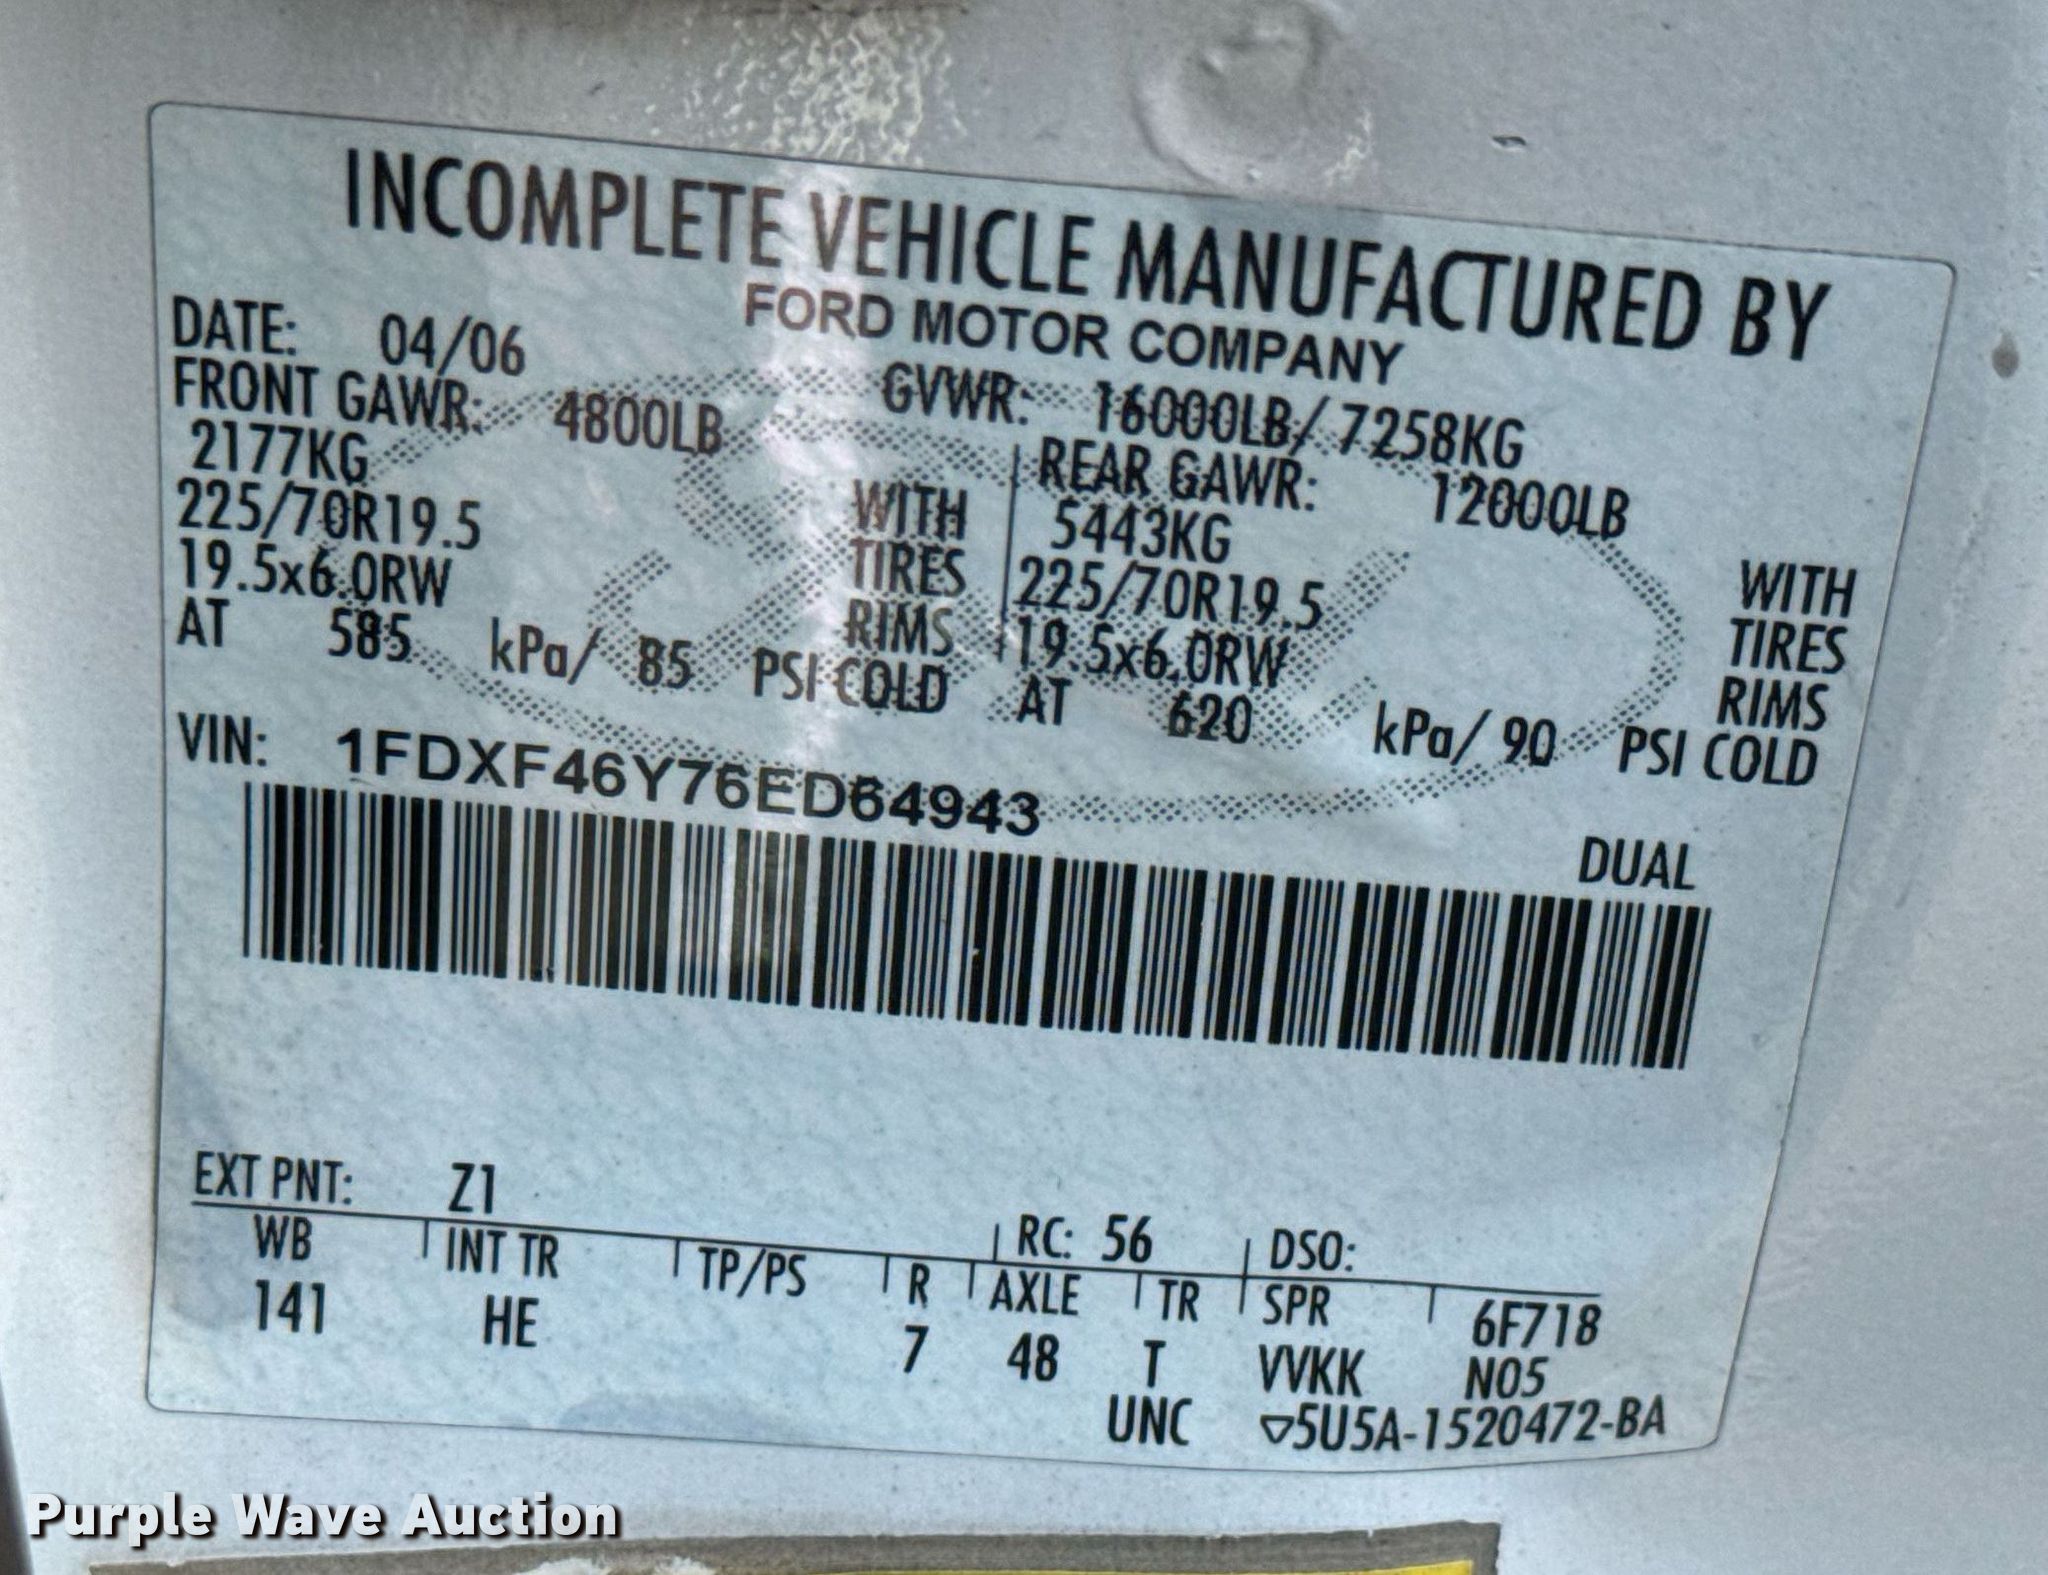 INCOMPLETE VEHICLE MANUFACTURED BY
FORD MOTOR COMPANY
DATE: 04/06
GVWR: 16000LB/ 7258KG
FRONT GAWR: 4800LB
2177KG
225/70R19.5
19.5x6.0RW
AT 585 kPa/ 85 PSI COLD
WITH
TIRES
RIMS
REAR GAWR: 12000LB
5443KG
225/70R19.5
19.5x6.0RW
AT 620 kPa/ 90 PSI COLD
WITH
TIRES
RIMS
VIN: 1FDXF46Y76ED64943
DUAL
EXT PNT: Z1 RC: 56 DSO:
WB INT TR TP/PS R AXLE TR SPR 6F718
141 HE 7 48 T VVKK N05
UNC ▽5U5A-1520472-BA
Purple Wave Auction